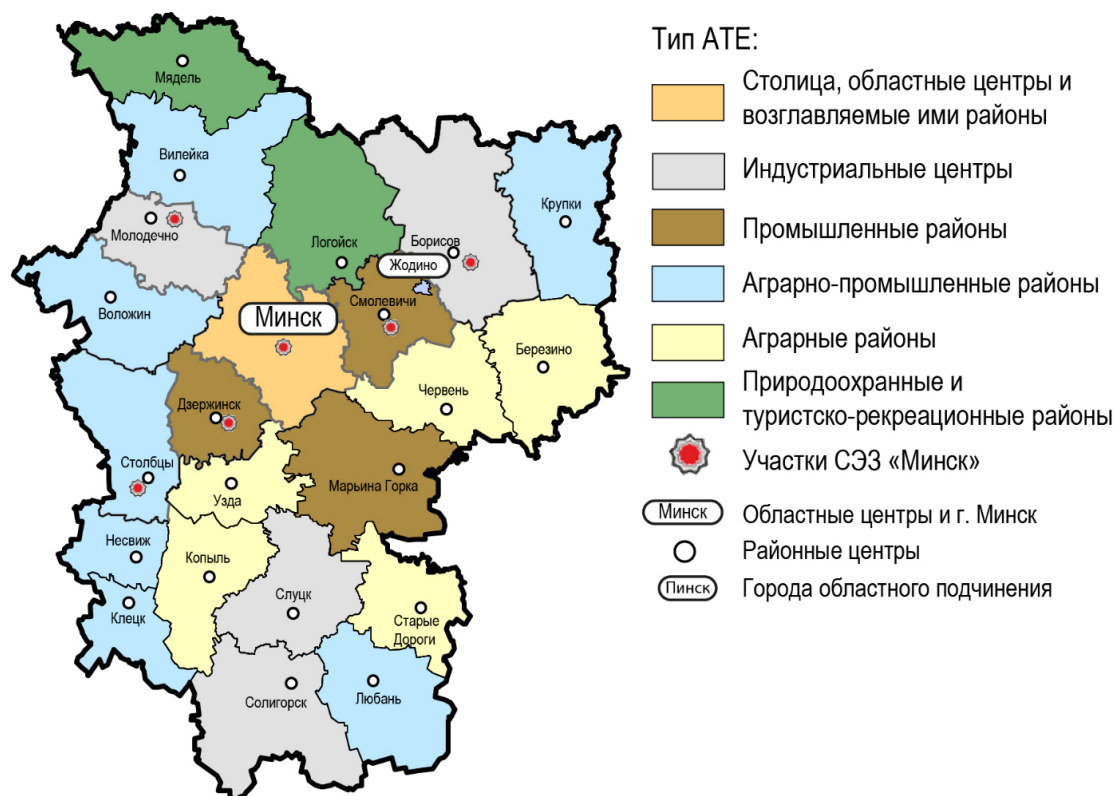 Мядель
Вилейка
Молодечно
Воложин
Логойск
Борисов
Жодино
Крупки
Минск
Смолевичи
Березино
Червень
Дзержинск
Столбцы
Узда
Марьина Горка
Несвиж
Копыль
Клецк
Слуцк
Старые
Дороги
Солигорск
Любань
Тип АТЕ:
Столица, областные центры и
возглавляемые ими районы
Индустриальные центры
Промышленные районы
Аграрно-промышленные районы
Аграрные районы
Природоохранные и
туристско-рекреационные районы
Участки СЭЗ «Минск»
Минск
Областные центры и г. Минск
Районные центры
Пинск
Города областного подчинения